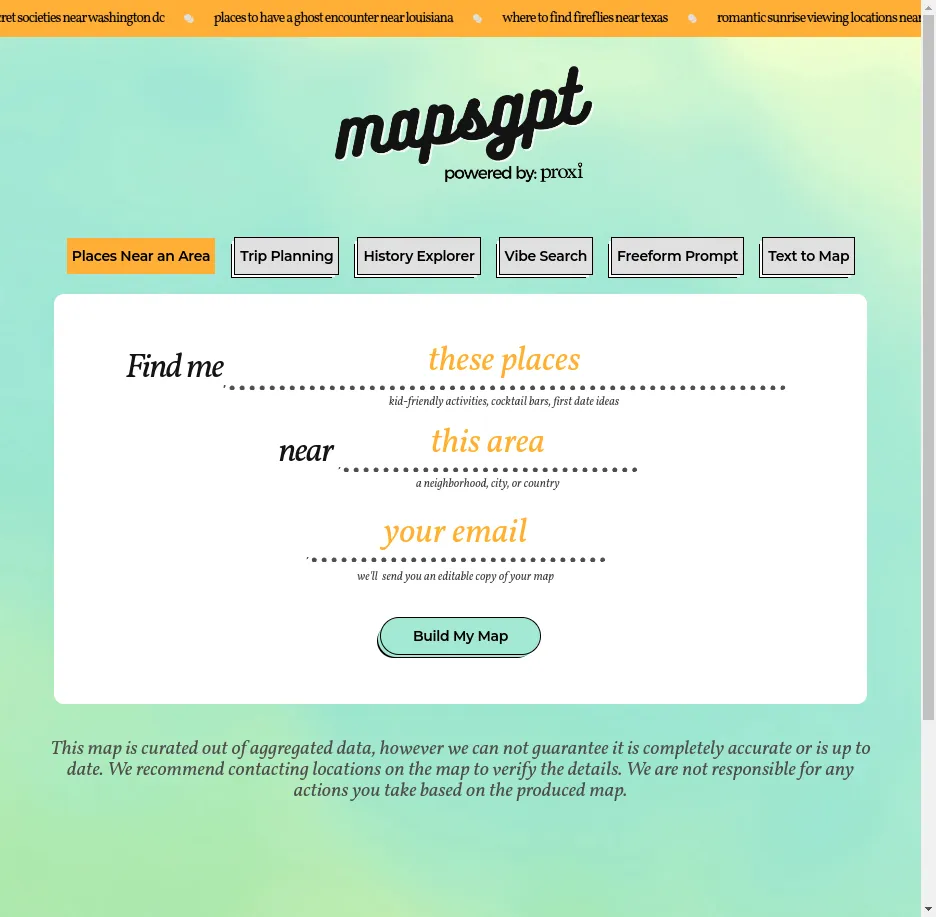 ret societies near washington dc places to have a ghost encounter near louisiana where to find fireflies near texas romantic sunrise viewing locations near
mapsgpt
powered by: proxi
Places Near an Area Trip Planning History Explorer Vibe Search Freeform Prompt Text to Map
Find me these places
kid-friendly activities, cocktail bars, first date ideas
near this area
a neighborhood, city, or country
your email
we'll send you an editable copy of your map
Build My Map
This map is curated out of aggregated data, however we can not guarantee it is completely accurate or is up to
date. We recommend contacting locations on the map to verify the details. We are not responsible for any
actions you take based on the produced map.